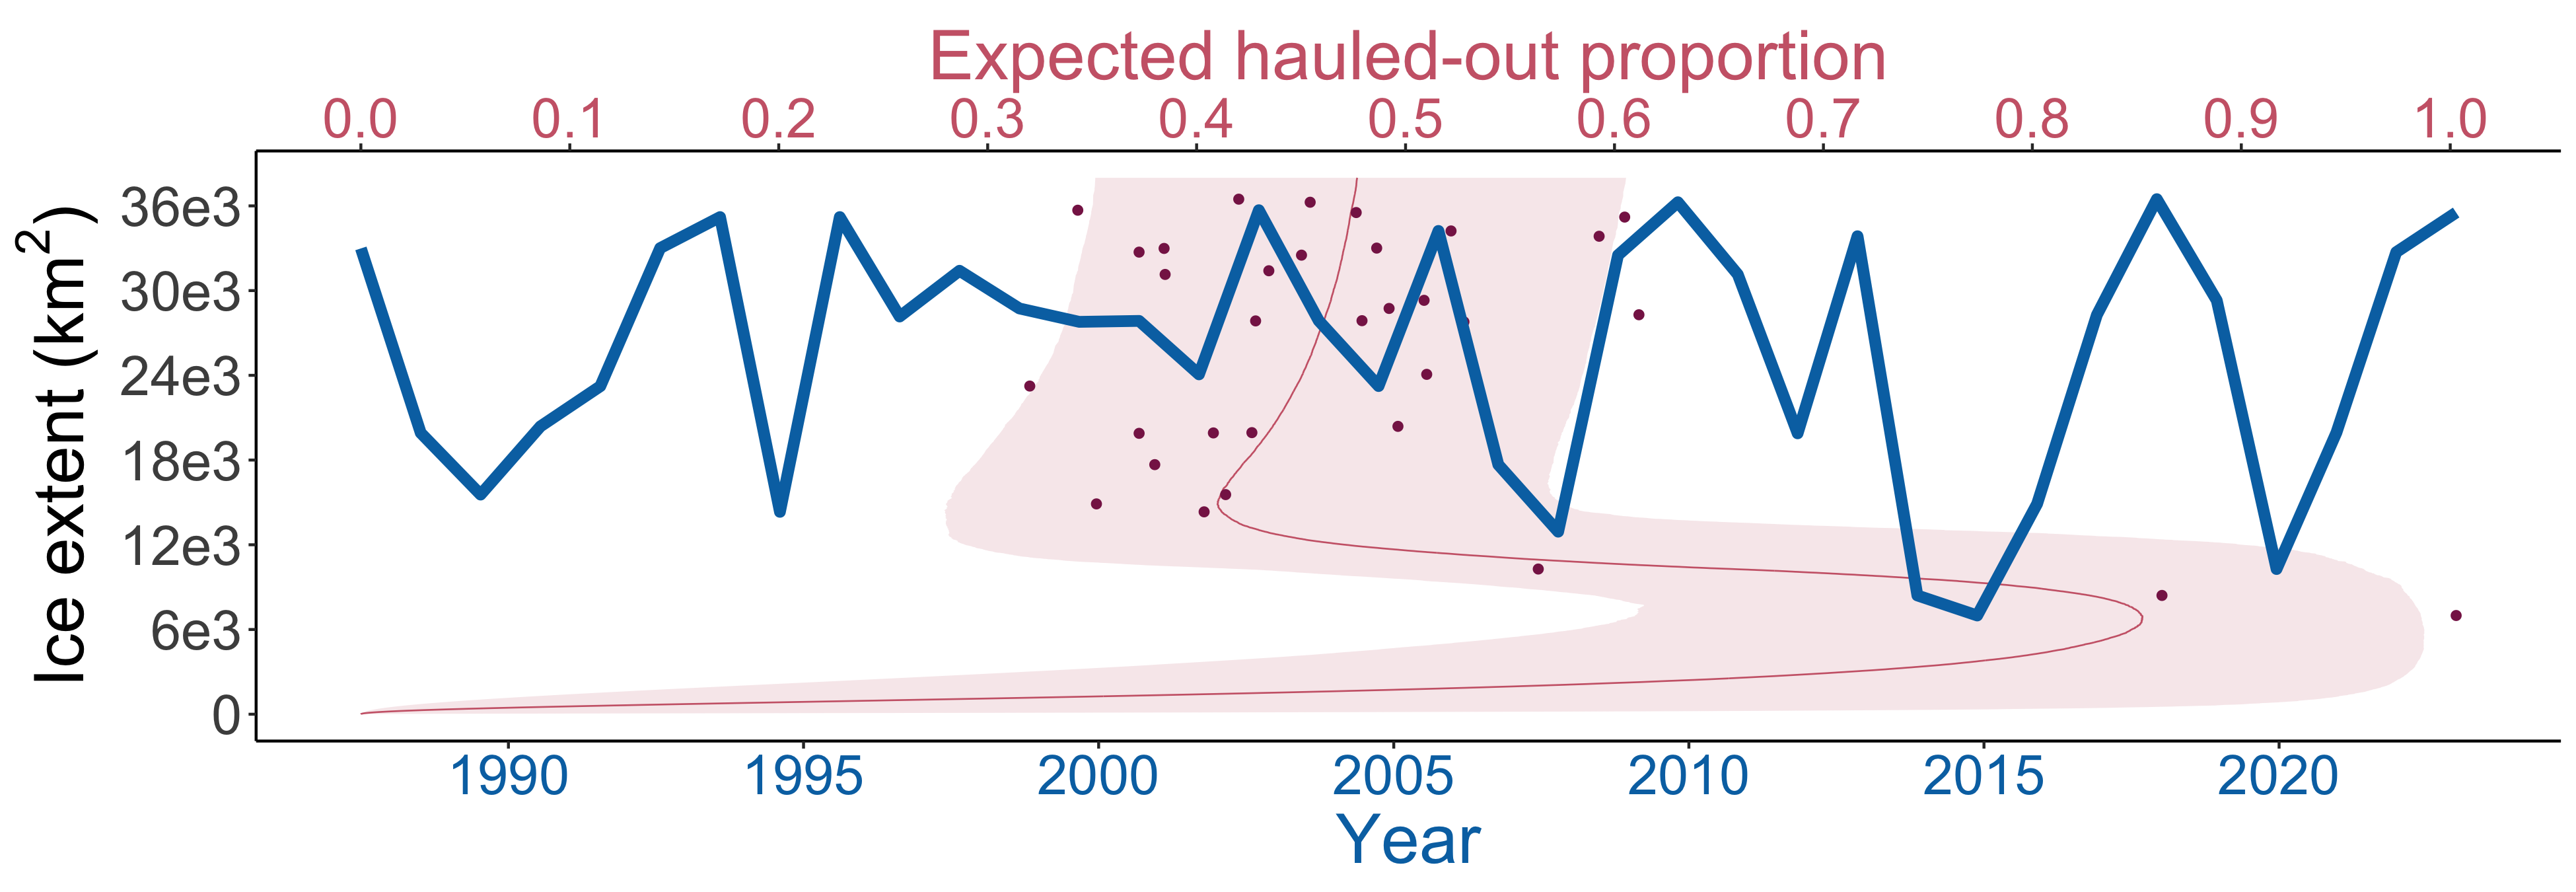 Expected hauled-out proportion
0.0 0.1 0.2 0.3 0.4 0.5 0.6 0.7 0.8 0.9 1.0
Ice extent (km²)
36e3
30e3
24e3
18e3
12e3
6e3
0
1990 1995 2000 2005 2010 2015 2020
Year